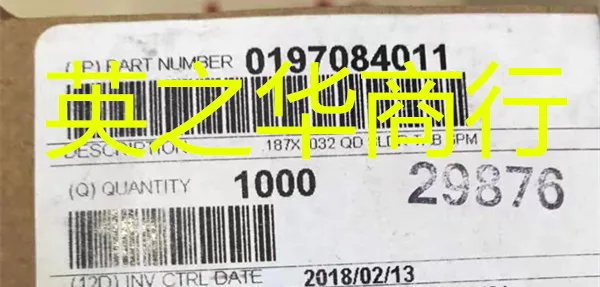 (1P) PART NUMBER 0197084011
英之华商行
DESCRIPTION .187X.032 QD
(Q) QUANTITY 1000 29876
(12D) INV CTRL DATE 2018/02/13